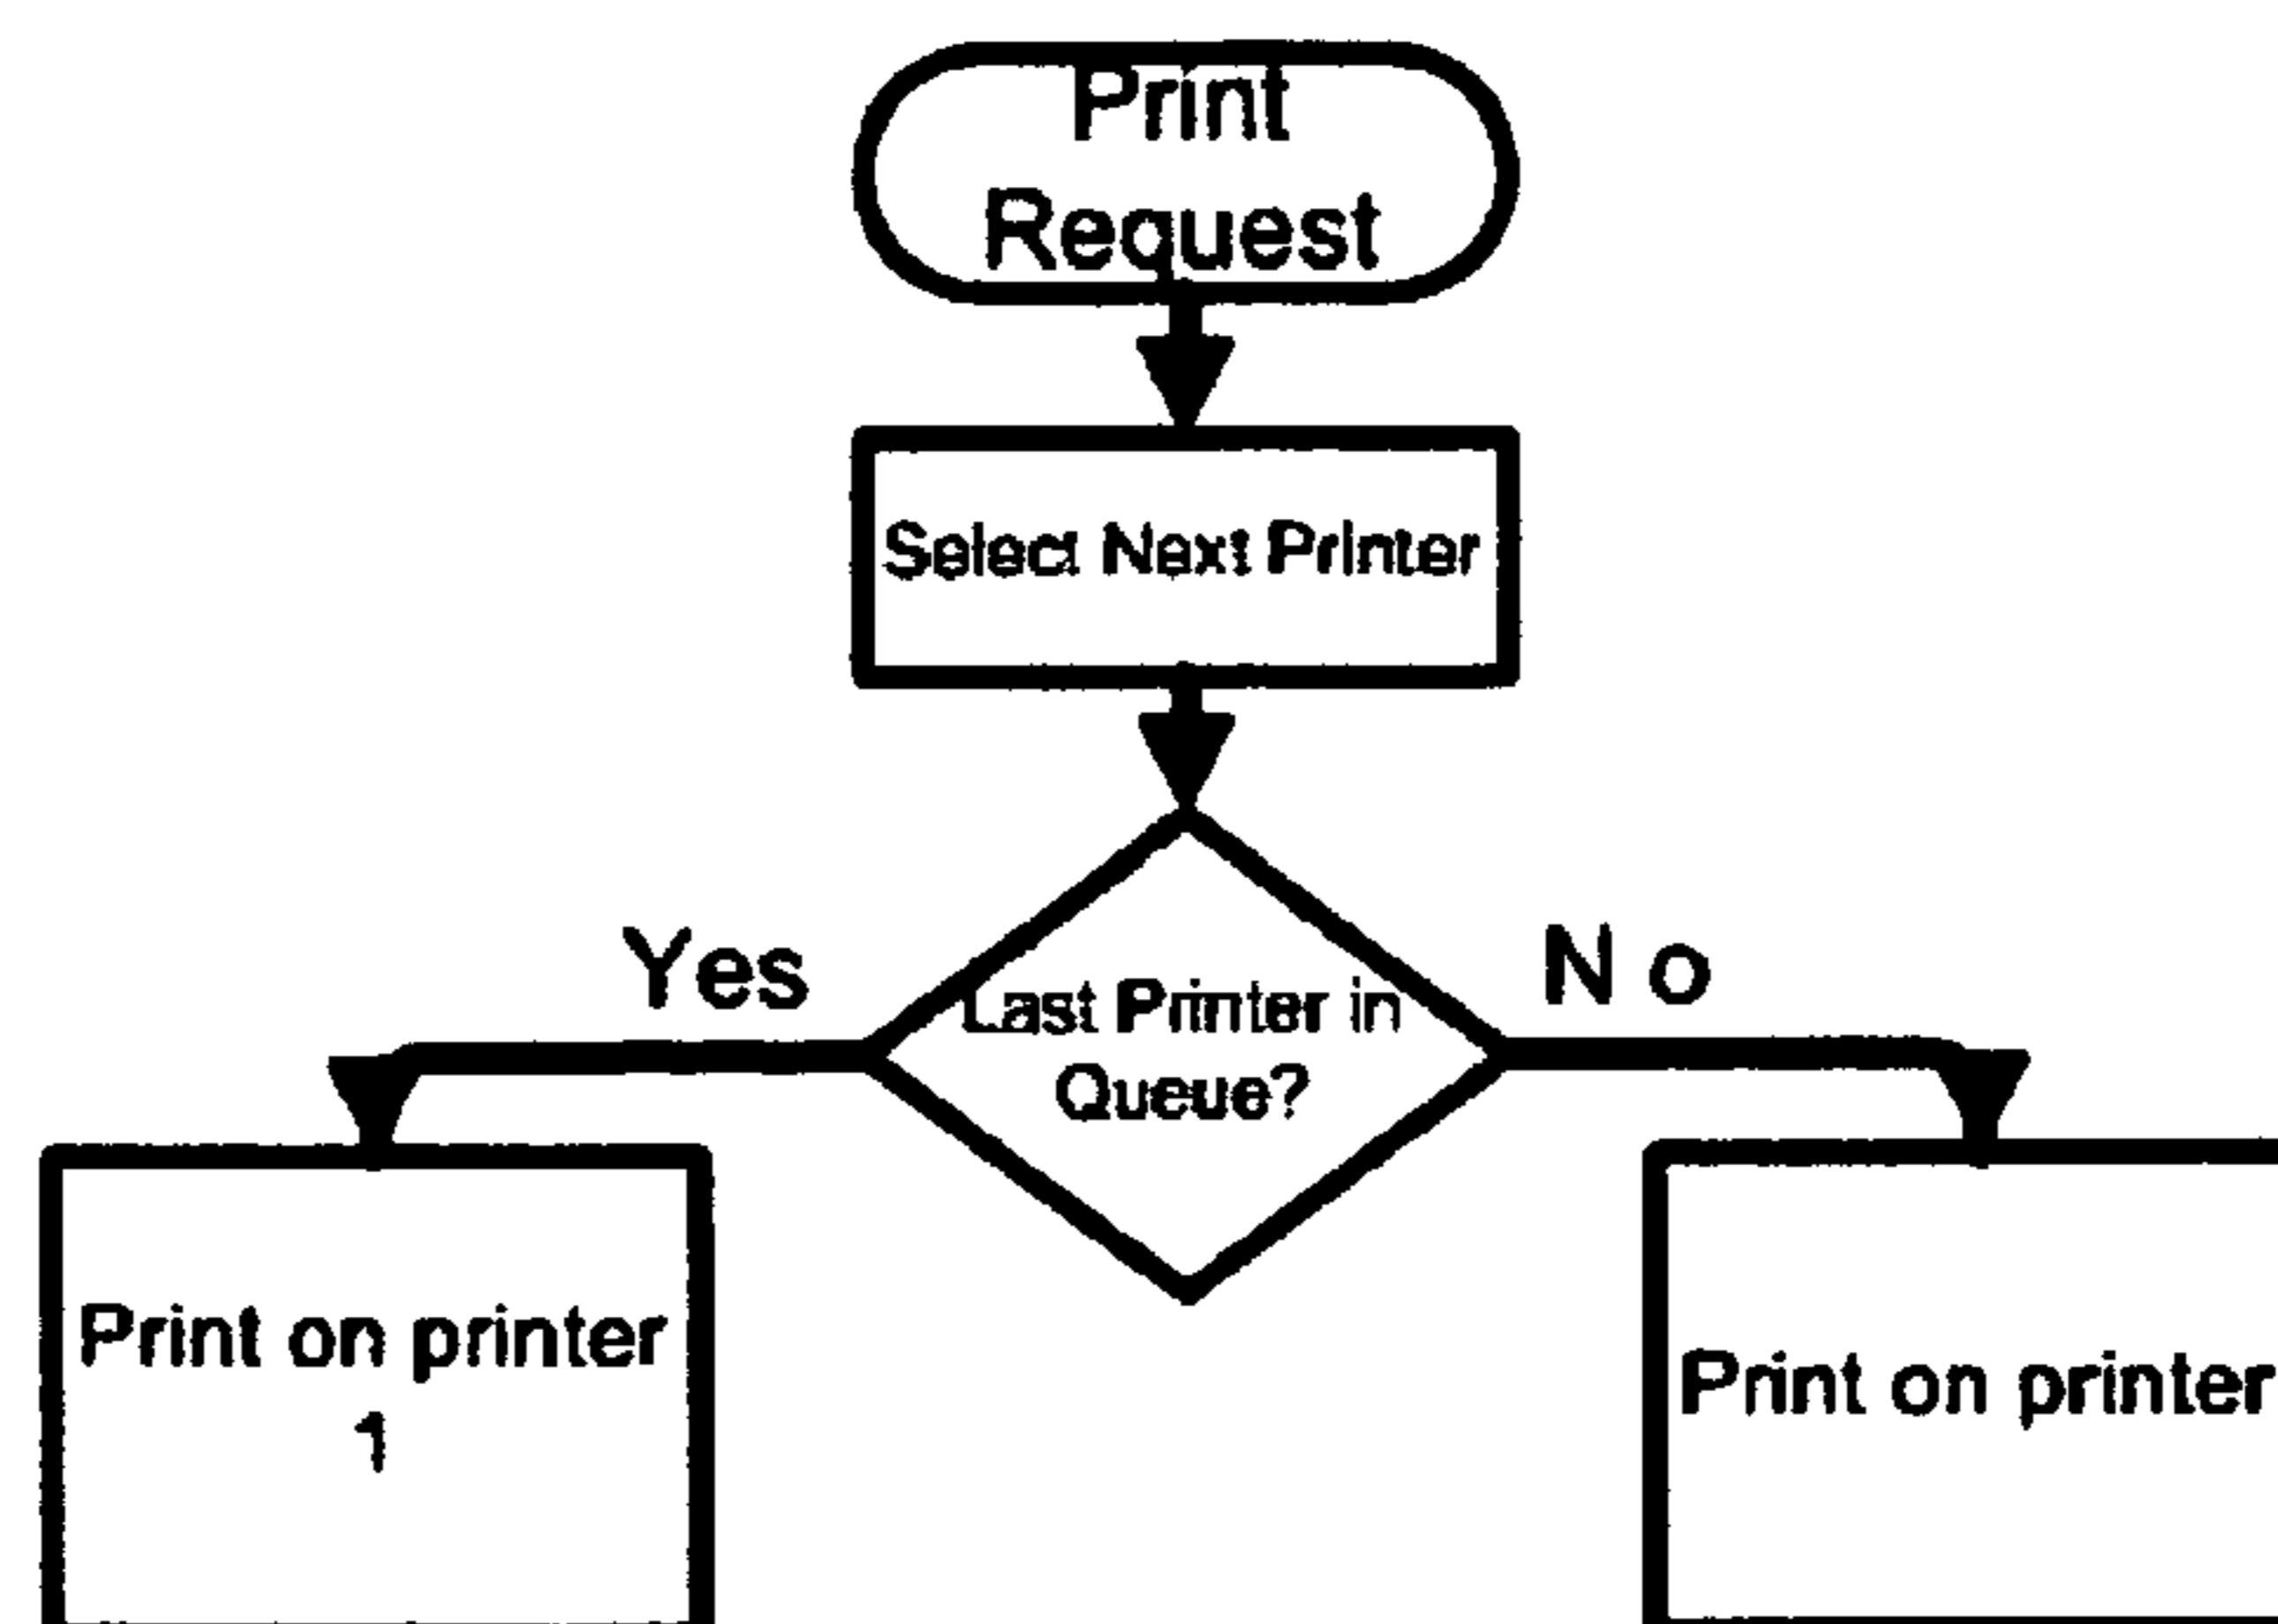 Print
Request
Select Next Printer
Yes
No
Last Printer in
Queue?
Print on printer
1
Print on printer